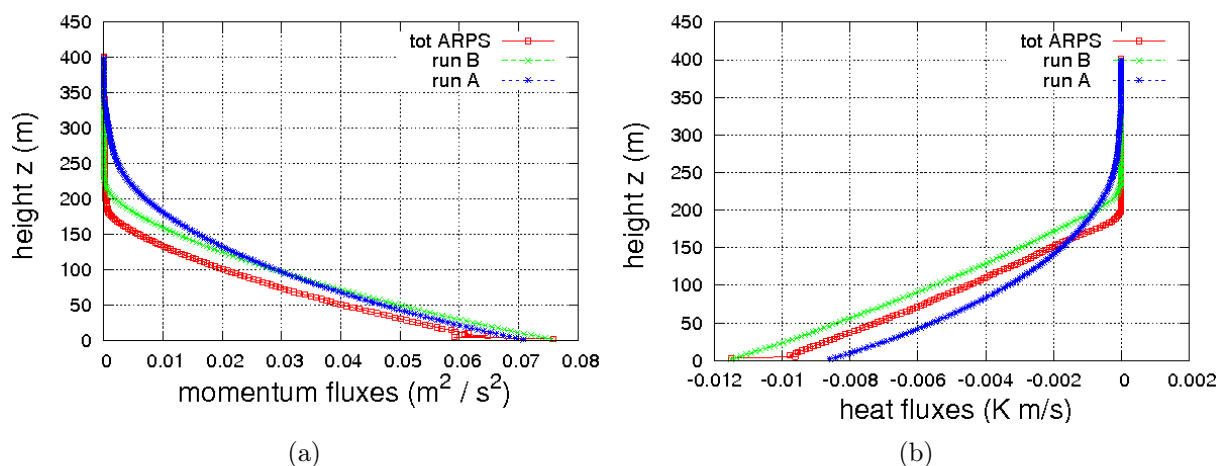 450
400
350
300
250
200
150
100
50
0
height z (m)
tot ARPS
run B
run A
0 0.01 0.02 0.03 0.04 0.05 0.06 0.07 0.08
momentum fluxes (m² / s²)
(a)
450
400
350
300
250
200
150
100
50
0
height z (m)
tot ARPS
run B
run A
-0.012 -0.01 -0.008 -0.006 -0.004 -0.002 0 0.002
heat fluxes (K m/s)
(b)